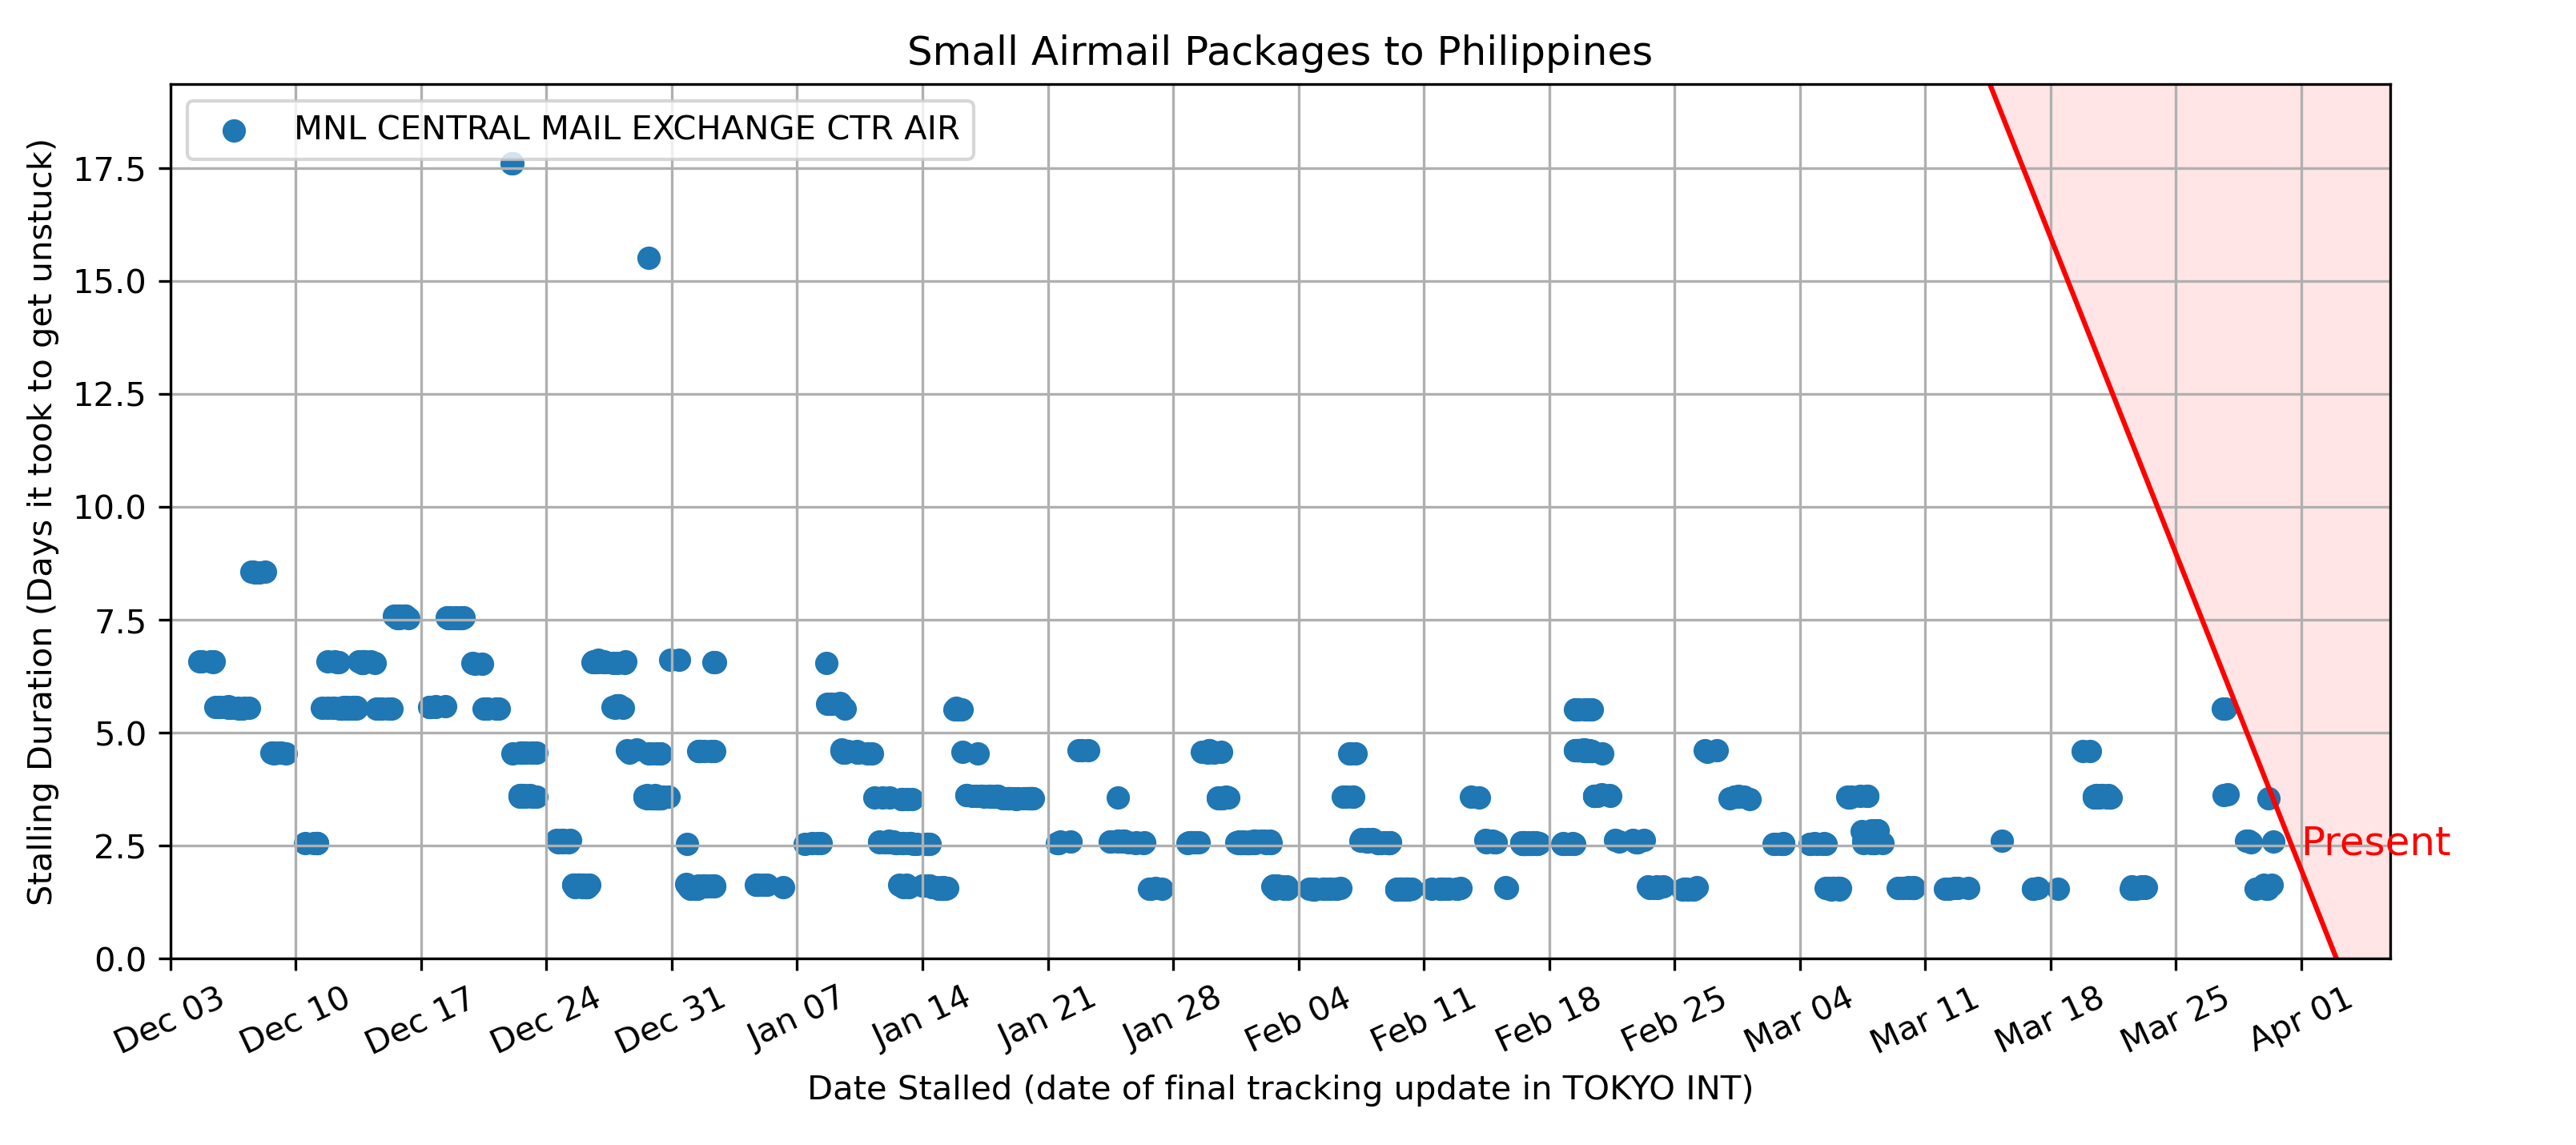 Small Airmail Packages to Philippines
MNL CENTRAL MAIL EXCHANGE CTR AIR
Stalling Duration (Days it took to get unstuck)
17.5
15.0
12.5
10.0
7.5
5.0
2.5
0.0
Present
Dec 03 Dec 10 Dec 17 Dec 24 Dec 31 Jan 07 Jan 14 Jan 21 Jan 28 Feb 04 Feb 11 Feb 18 Feb 25 Mar 04 Mar 11 Mar 18 Mar 25 Apr 01
Date Stalled (date of final tracking update in TOKYO INT)